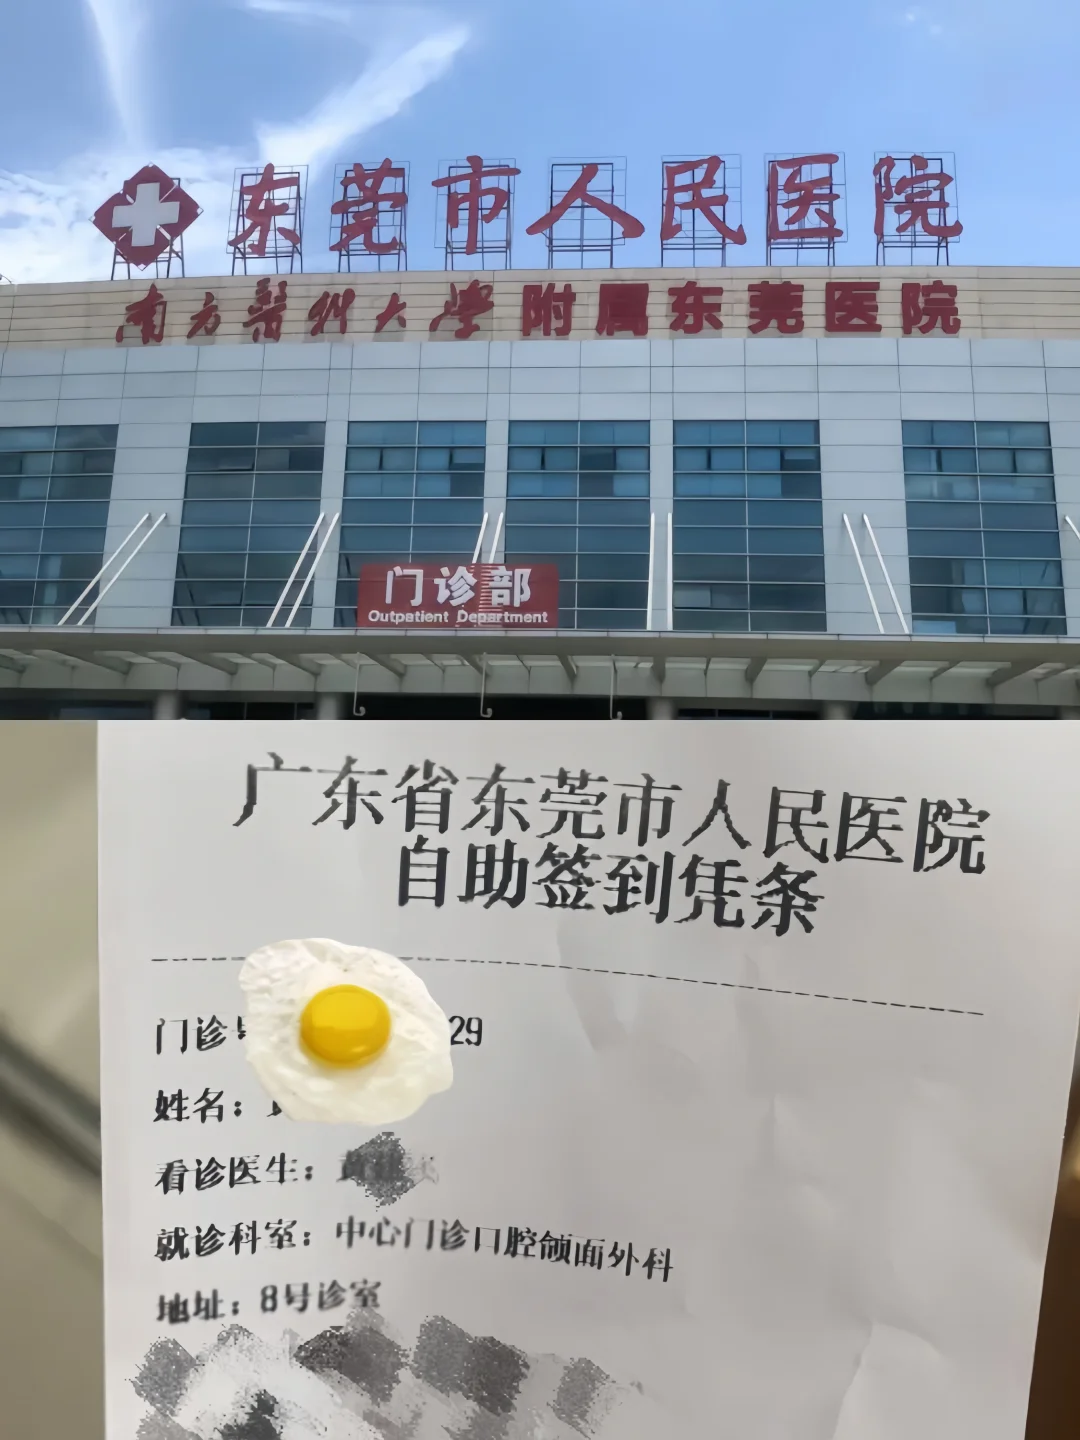 东莞市人民医院
南方醫科大學附属东莞医院
门诊部
Outpatient Department
广东省东莞市人民医院
自助签到凭条
门诊 29
姓名：
看诊医生：
就诊科室：中心门诊口腔颌面外科
地址：8号诊室